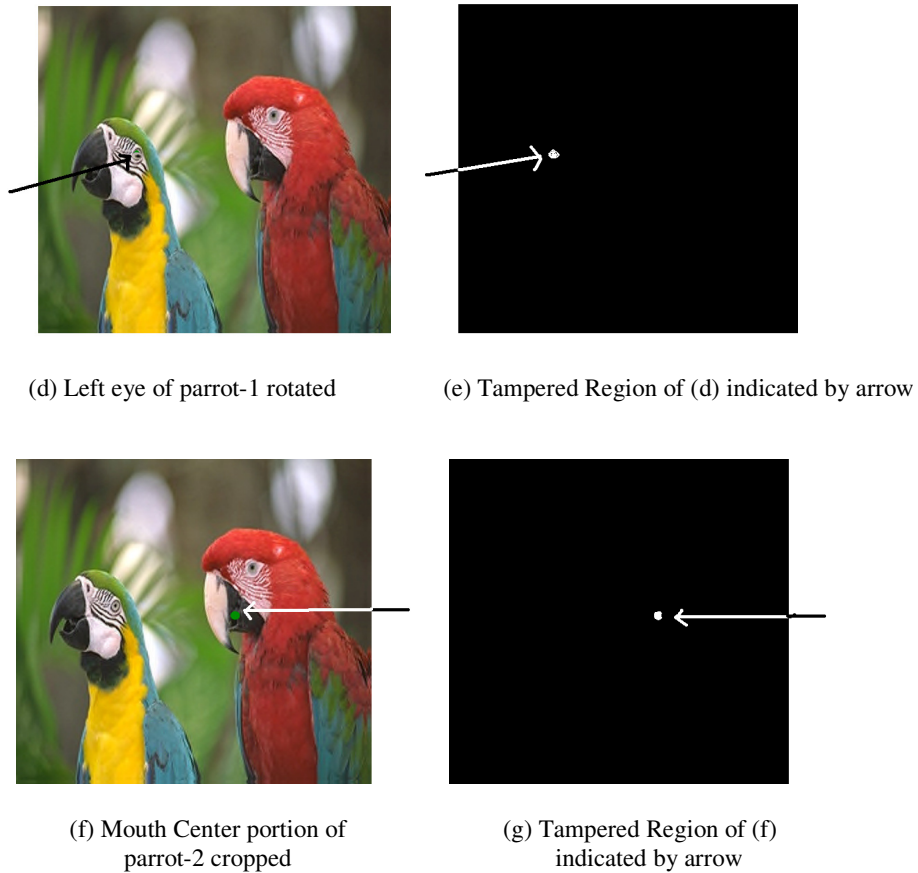 (d) Left eye of parrot-1 rotated
(e) Tampered Region of (d) indicated by arrow
(f) Mouth Center portion of
parrot-2 cropped
(g) Tampered Region of (f)
indicated by arrow